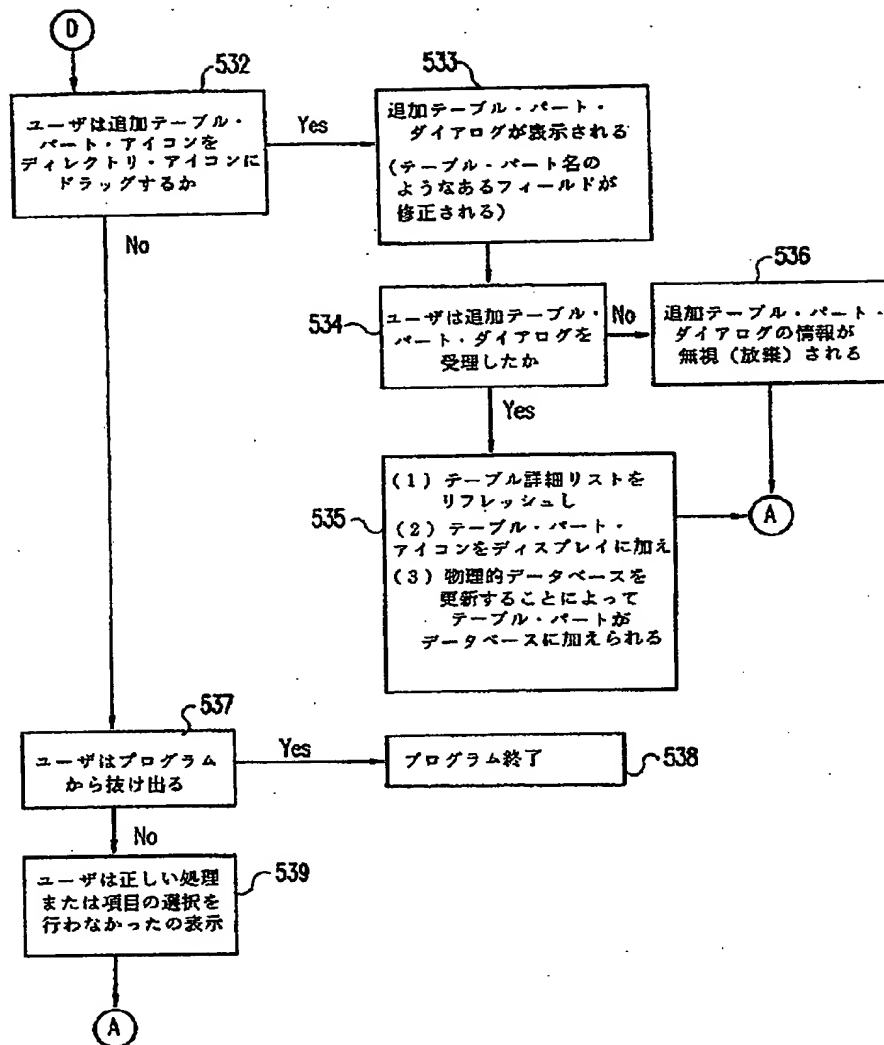 D
532
ユーザは追加テーブル・
パート・アイコンを
ディレクトリ・アイコンに
ドラッグするか
Yes
533
追加テーブル・パート・
ダイアログが表示される
(テーブル・パート名の
ようなあるフィールドが
修正される)
No
534
ユーザは追加テーブル・
パート・ダイアログを
受理したか
No
536
追加テーブル・パート・
ダイアログの情報が
無視(放棄)される
Yes
535
(1)テーブル詳細リストを
リフレッシュし
(2)テーブル・パート・
アイコンをディスプレイに加え
(3)物理的データベースを
更新することによって
テーブル・パートが
データベースに加えられる
A
537
ユーザはプログラム
から抜け出る
Yes
プログラム終了
538
No
539
ユーザは正しい処理
または項目の選択を
行わなかったの表示
A